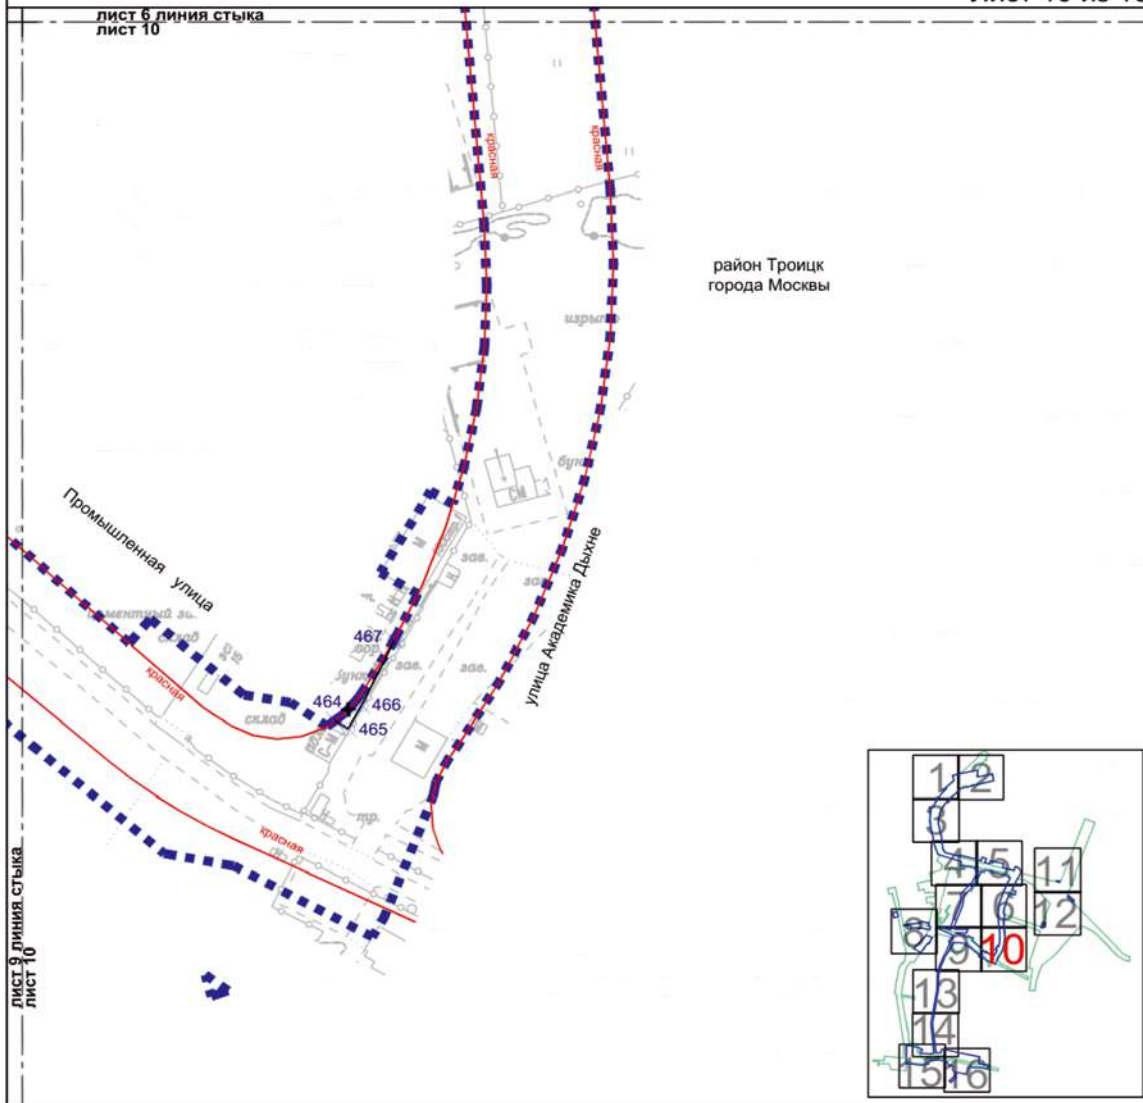 лист 6 линия стыка
лист 10
красная
красная
район Троицк
города Москвы
СМ
Промышленная улица
М
зав.
улица Академика Дыхне
склад
467
зав.
зав.
красная
464
466
465
склад
С-М
М
тр.
красная
лист 9 линия стыка
лист 10
1
2
3
4
5
11
7
6
12
8
9
10
13
14
15
16